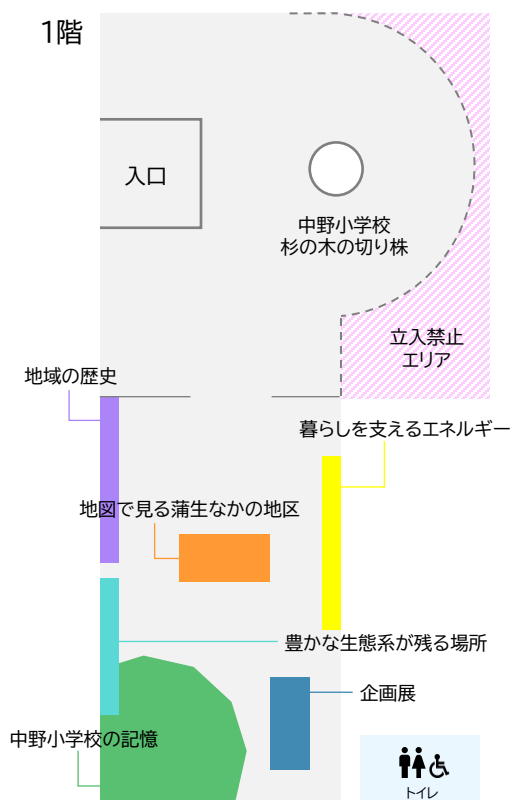 1階
入口
中野小学校
杉の木の切り株
立入禁止
エリア
地域の歴史
暮らしを支えるエネルギー
地図で見る蒲生なかの地区
豊かな生態系が残る場所
企画展
中野小学校の記憶
トイレ